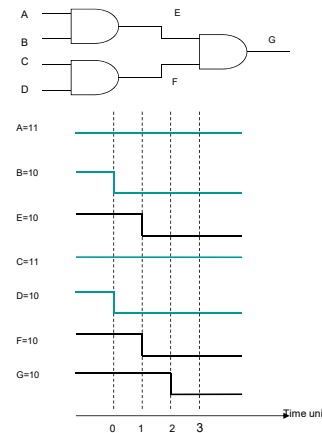 A
E
B
G
C
F
D
A=11
B=10
E=10
C=11
D=10
F=10
G=10
Time uni
0 1 2 3